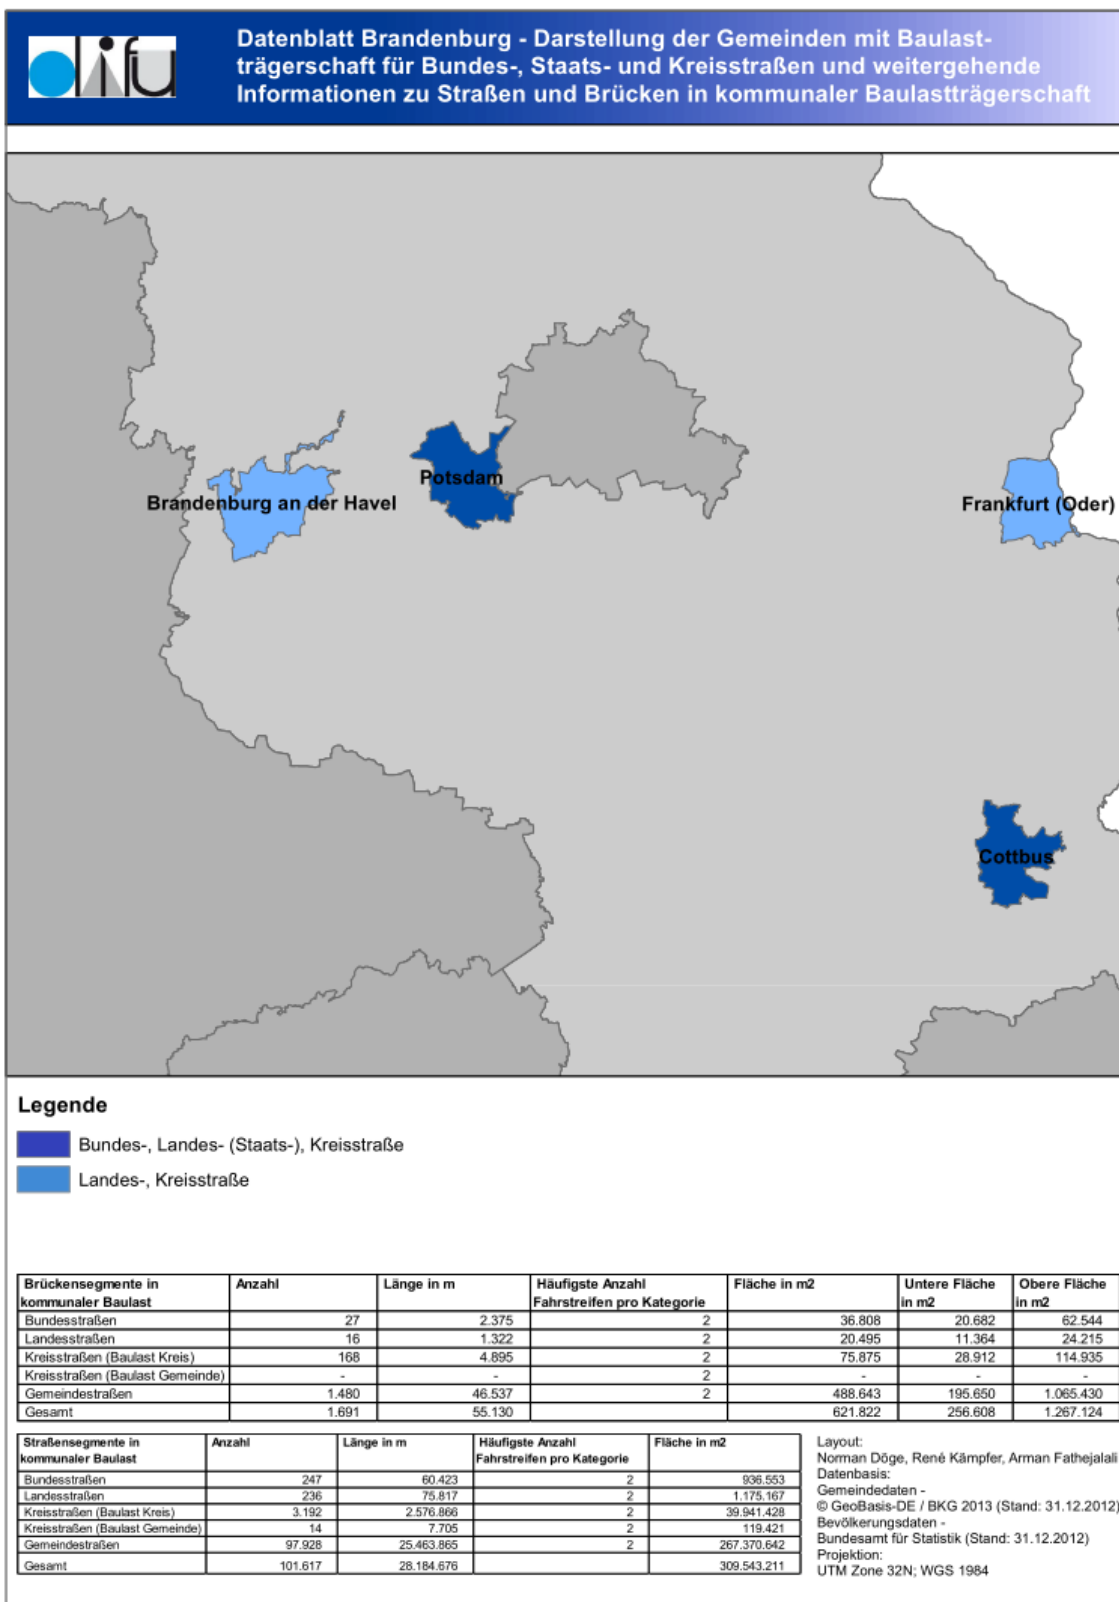 difu
Datenblatt Brandenburg - Darstellung der Gemeinden mit Baulast-
trägerschaft für Bundes-, Staats- und Kreisstraßen und weitergehende
Informationen zu Straßen und Brücken in kommunaler Baulastträgerschaft
Potsdam
Brandenburg an der Havel
Frankfurt (Oder)
Cottbus
Legende
Bundes-, Landes- (Staats-), Kreisstraße
Landes-, Kreisstraße
Brückensegmente in kommunaler Baulast Anzahl Länge in m Häufigste Anzahl Fahrstreifen pro Kategorie Fläche in m2 Untere Fläche in m2 Obere Fläche in m2
Bundesstraßen 27 2.375 2 36.808 20.682 62.544
Landesstraßen 16 1.322 2 20.495 11.364 24.215
Kreisstraßen (Baulast Kreis) 168 4.895 2 75.875 28.912 114.935
Kreisstraßen (Baulast Gemeinde) - - 2 - - -
Gemeindestraßen 1.480 46.537 2 488.643 195.650 1.065.430
Gesamt 1.691 55.130 621.822 256.608 1.267.124
Straßensegmente in kommunaler Baulast Anzahl Länge in m Häufigste Anzahl Fahrstreifen pro Kategorie Fläche in m2
Bundesstraßen 247 60.423 2 936.553
Landesstraßen 236 75.817 2 1.175.167
Kreisstraßen (Baulast Kreis) 3.192 2.576.866 2 39.941.428
Kreisstraßen (Baulast Gemeinde) 14 7.705 2 119.421
Gemeindestraßen 97.928 25.463.865 2 267.370.642
Gesamt 101.617 28.184.676 309.543.211
Layout:
Norman Döge, René Kämpfer, Arman Fathejalali
Datenbasis:
Gemeindedaten -
© GeoBasis-DE / BKG 2013 (Stand: 31.12.2012)
Bevölkerungsdaten -
Bundesamt für Statistik (Stand: 31.12.2012)
Projektion:
UTM Zone 32N; WGS 1984